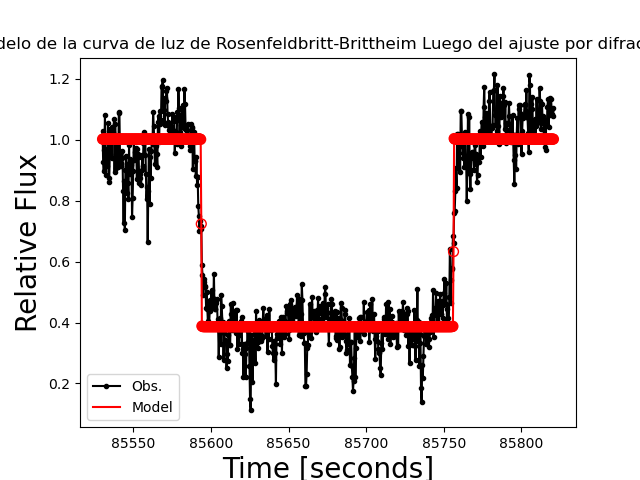 delo de la curva de luz de Rosenfeldbritt-Brittheim Luego del ajuste por difrac
Relative Flux
1.2
1.0
0.8
0.6
0.4
0.2
Obs.
Model
85550 85600 85650 85700 85750 85800
Time [seconds]